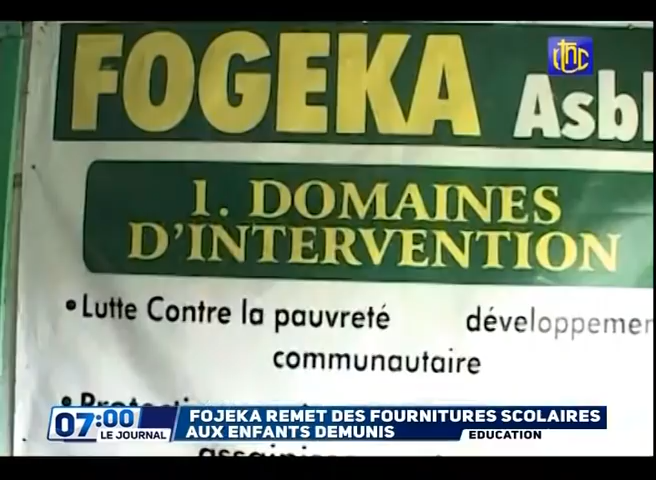 FOGEKA Asbl
rtnc
1. DOMAINES
D'INTERVENTION
•Lutte Contre la pauvreté développemen
communautaire
07:00
LE JOURNAL
FOJEKA REMET DES FOURNITURES SCOLAIRES
AUX ENFANTS DEMUNIS
EDUCATION